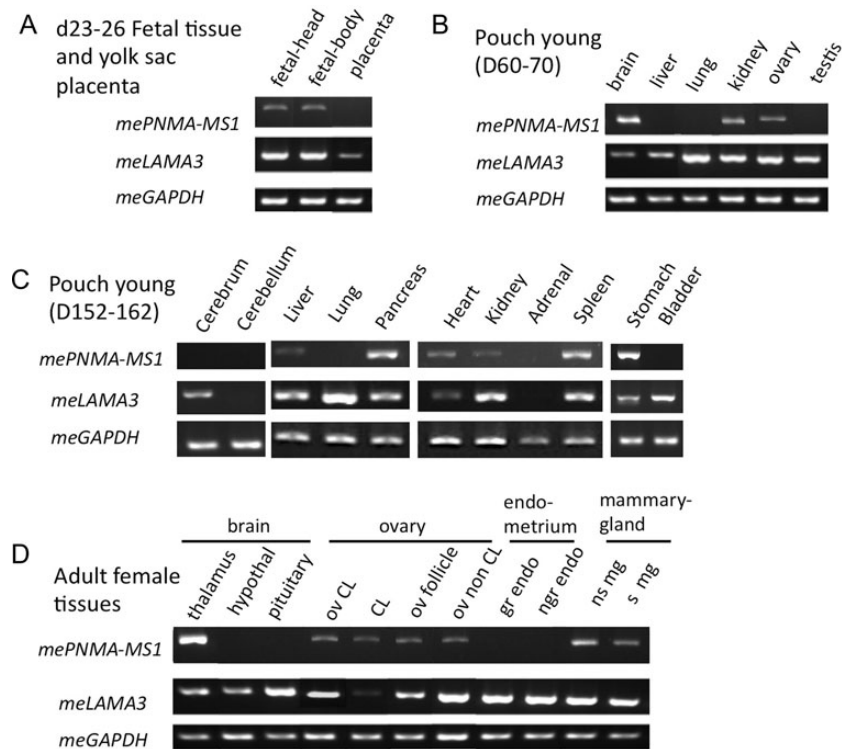 A
d23-26 Fetal tissue
and yolk sac
placenta
fetal-head
fetal-body
placenta
mePNMA-MS1
meLAMA3
meGAPDH
B
Pouch young
(D60-70)
brain
liver
lung
kidney
ovary
testis
mePNMA-MS1
meLAMA3
meGAPDH
C
Pouch young
(D152-162)
Cerebrum
Cerebellum
Liver
Lung
Pancreas
Heart
Kidney
Adrenal
Spleen
Stomach
Bladder
mePNMA-MS1
meLAMA3
meGAPDH
D
Adult female
tissues
brain
ovary
endo-
metrium
mammary-
gland
thalamus
hypothal
pituitary
ov CL
CL
ov follicle
ov non CL
gr endo
ngr endo
ns mg
s mg
mePNMA-MS1
meLAMA3
meGAPDH